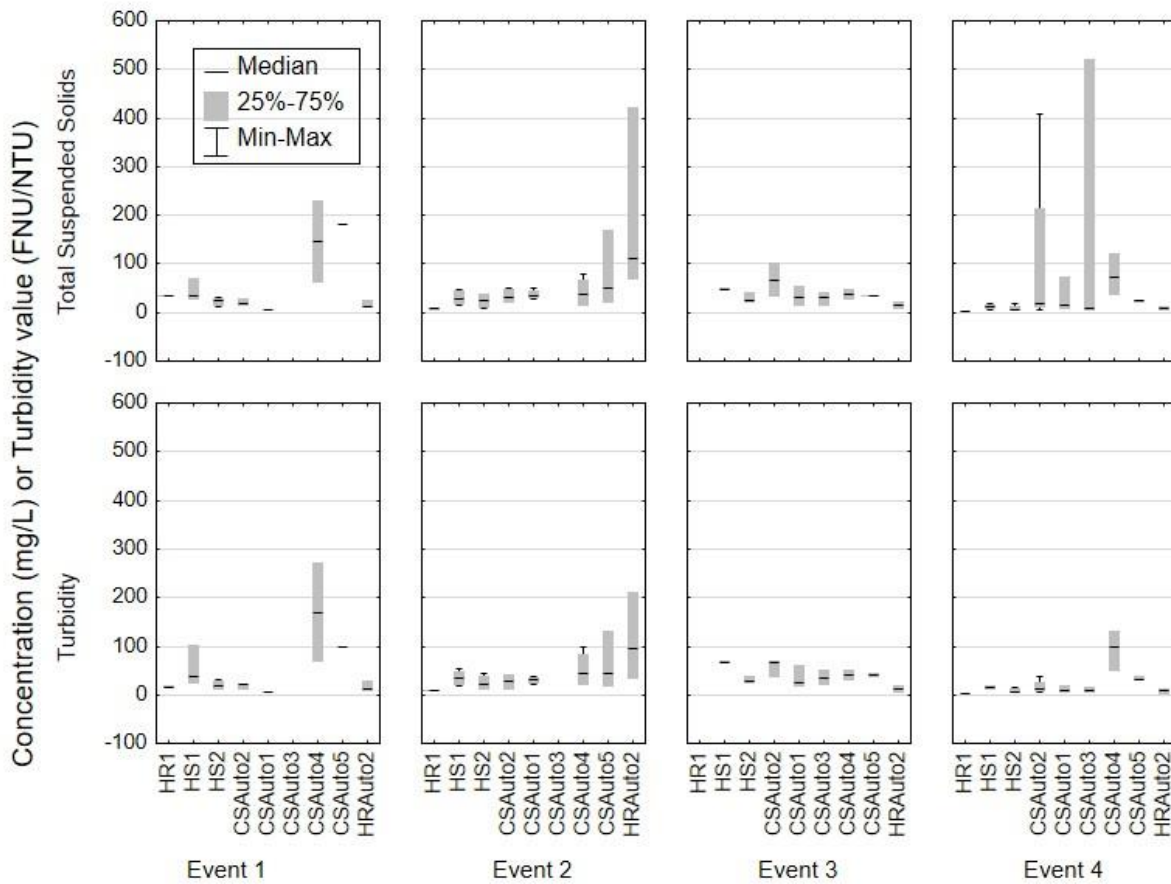 Concentration (mg/L) or Turbidity value (FNU/NTU)
Total Suspended Solids
600
500
400
300
200
100
0
-100
Median
25%-75%
Min-Max
Turbidity
600
500
400
300
200
100
0
-100
HR1
HS1
HS2
CSAuto2
CSAuto1
CSAuto3
CSAuto4
CSAuto5
HRAuto2
HR1
HS1
HS2
CSAuto2
CSAuto1
CSAuto3
CSAuto4
CSAuto5
HRAuto2
HR1
HS1
HS2
CSAuto2
CSAuto1
CSAuto3
CSAuto4
CSAuto5
HRAuto2
HR1
HS1
HS2
CSAuto2
CSAuto1
CSAuto3
CSAuto4
CSAuto5
HRAuto2
Event 1
Event 2
Event 3
Event 4